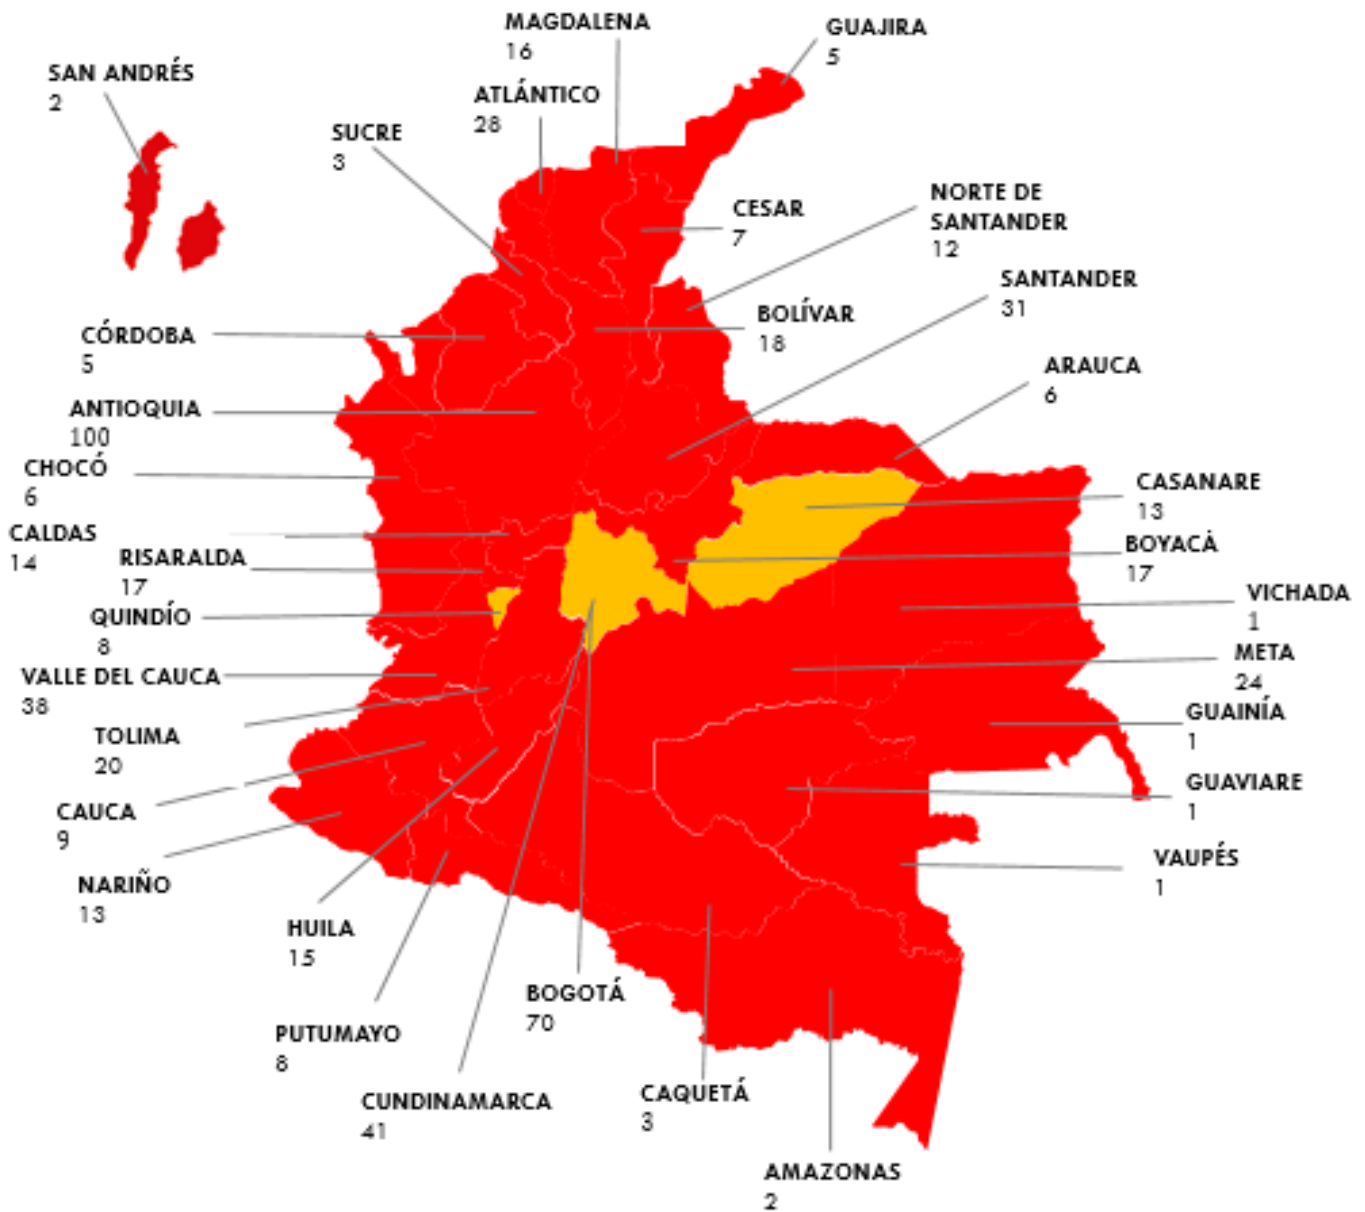 MAGDALENA
16
GUAJIRA
5
SAN ANDRÉS
2
ATLÁNTICO
28
SUCRE
3
NORTE DE
SANTANDER
12
CESAR
7
SANTANDER
31
BOLÍVAR
18
CÓRDOBA
5
ARAUCA
6
ANTIOQUIA
100
CHOCÓ
6
CASANARE
13
CALDAS
14
BOYACÁ
17
RISARALDA
17
VICHADA
1
QUINDÍO
8
META
24
VALLE DEL CAUCA
38
GUAINÍA
1
TOLIMA
20
GUAVIARE
1
CAUCA
9
VAUPÉS
1
NARIÑO
13
HUILA
15
BOGOTÁ
70
PUTUMAYO
8
CAQUETÁ
3
CUNDINAMARCA
41
AMAZONAS
2